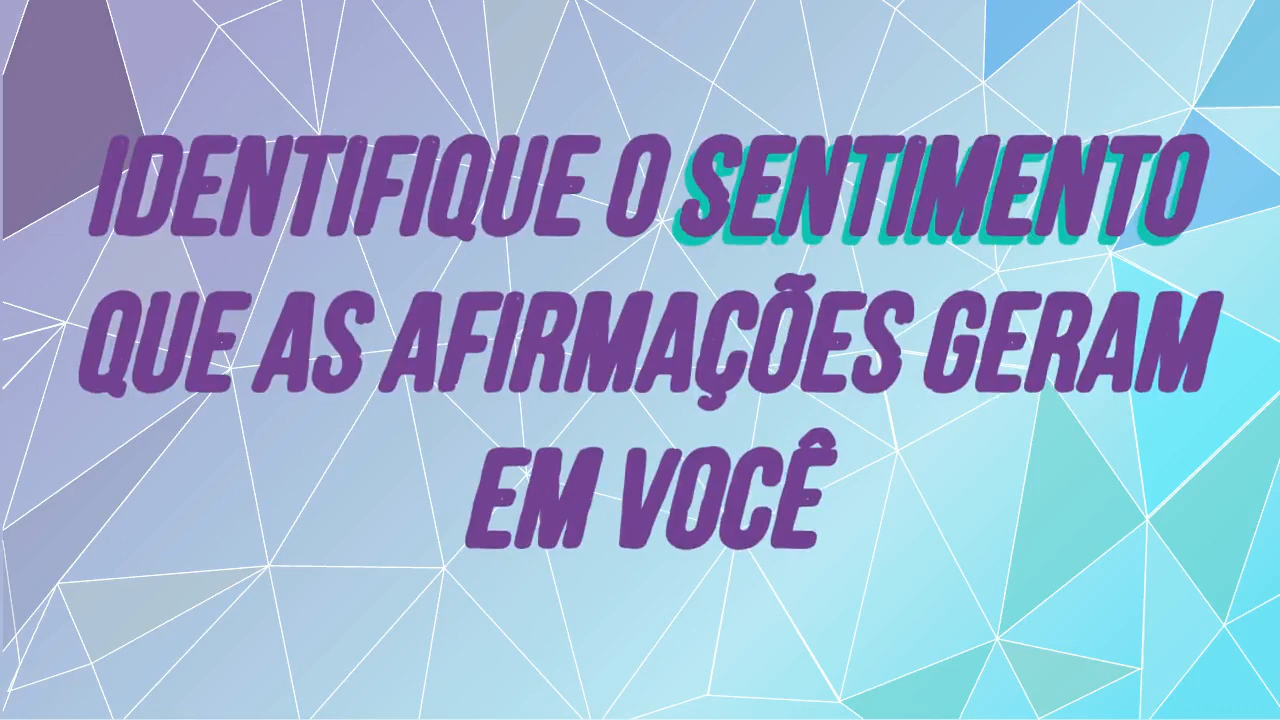 IDENTIFIQUE O SENTIMENTO
QUE AS AFIRMAÇÕES GERAM
EM VOCÊ